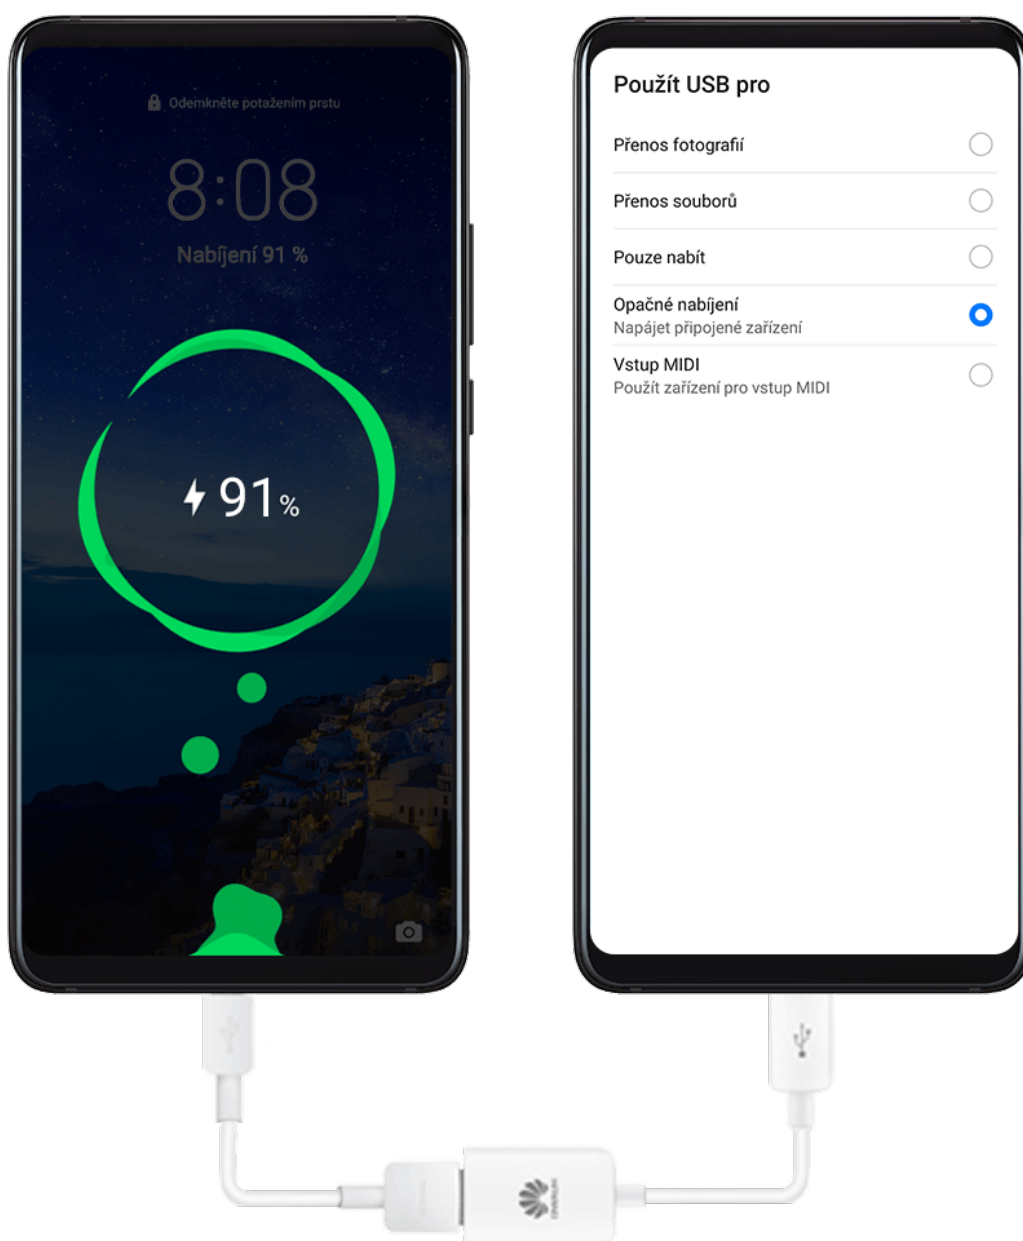 Odemkněte potažením prstu
8:08
Nabíjení 91 %
91%
Použít USB pro
Přenos fotografií
Přenos souborů
Pouze nabít
Opačné nabíjení
Napájet připojené zařízení
Vstup MIDI
Použít zařízení pro vstup MIDI
HUAWEI